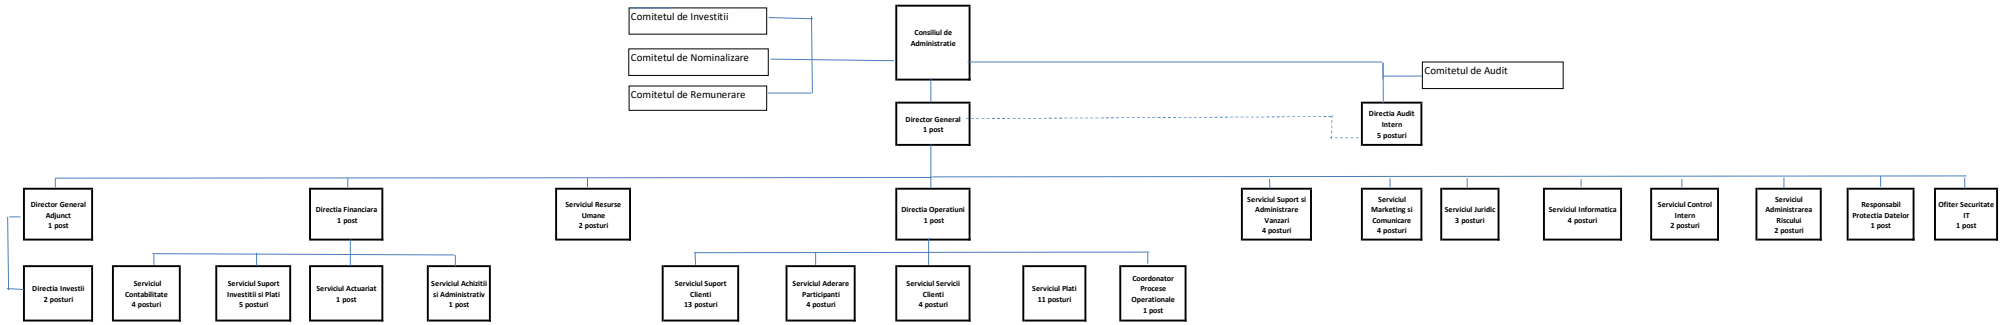 Comitetul de Investitii
Comitetul de Nominalizare
Comitetul de Remunerare
Consiliul de
Administratie
Comitetul de Audit
Director General
1 post
Directia Audit
Intern
5 posturi
Director General
Adjunct
1 post
Directia Financiara
1 post
Serviciul Resurse
Umane
2 posturi
Directia Operatiuni
1 post
Serviciul Suport si
Administrare
Vanzari
4 posturi
Serviciul
Marketing si
Comunicare
4 posturi
Serviciul Juridic
3 posturi
Serviciul Informatica
4 posturi
Serviciul Control
Intern
2 posturi
Serviciul
Administrarea
Riscului
2 posturi
Responsabil
Protectia Datelor
1 post
Ofiter Securitate
IT
1 post
Directia Investii
2 posturi
Serviciul
Contabilitate
4 posturi
Serviciul Suport
Investitii si Plati
5 posturi
Serviciul Actuariat
1 post
Serviciul Achizitii
si Administrativ
1 post
Serviciul Suport
Clienti
13 posturi
Serviciul Aderare
Participanti
4 posturi
Serviciul Servicii
Clienti
4 posturi
Serviciul Plati
11 posturi
Coordonator
Procese
Operationale
1 post